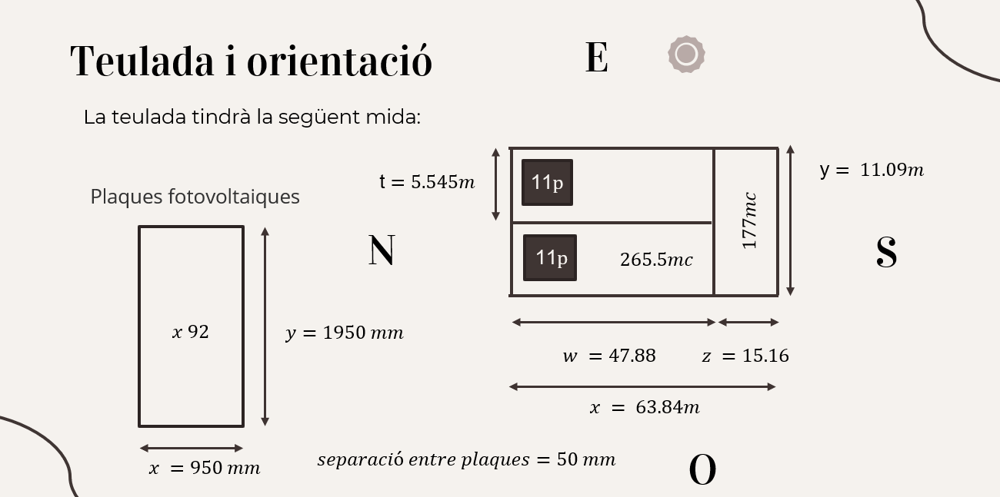 Teulada i orientació
E
La teulada tindrà la següent mida:
t = 5.545m
11p
y = 11.09m
Plaques fotovoltaiques
177mc
N
11p
265.5mc
S
x 92
y = 1950 mm
w = 47.88
z = 15.16
x = 63.84m
x = 950 mm
separació entre plaques = 50 mm
O